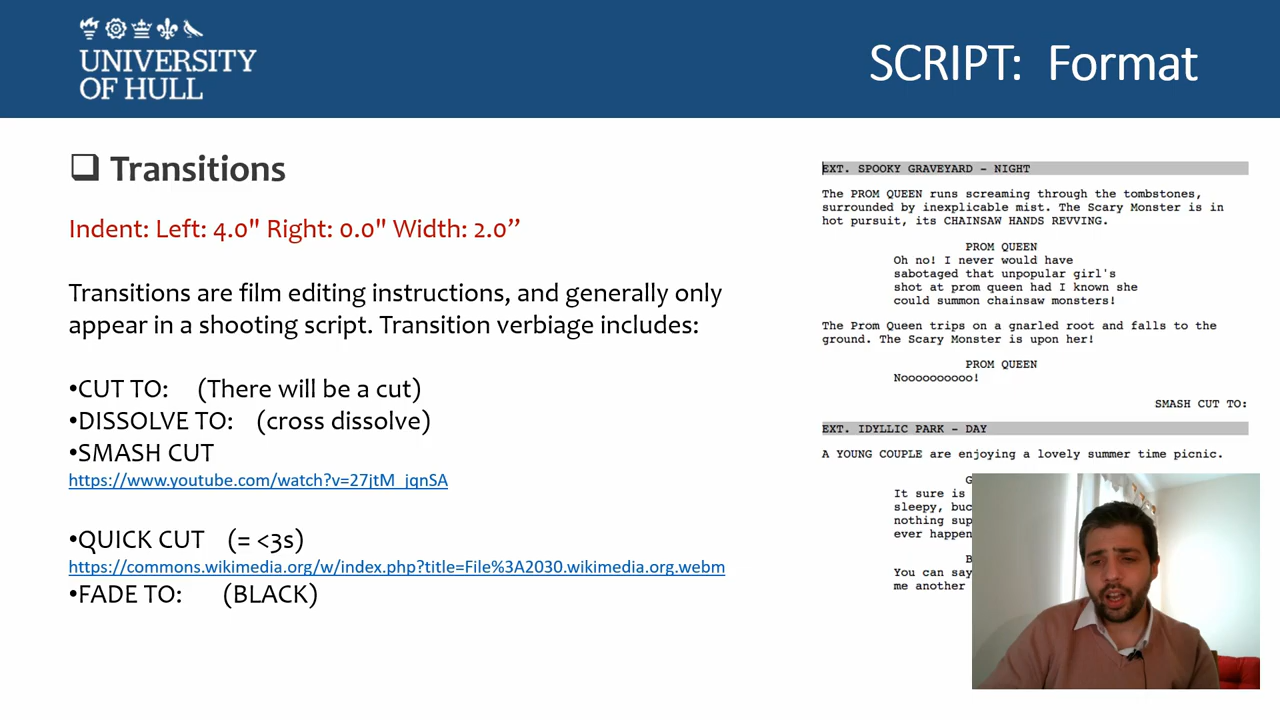 UNIVERSITY
OF HULL
SCRIPT: Format
Transitions
Indent: Left: 4.0" Right: 0.0" Width: 2.0”
Transitions are film editing instructions, and generally only
appear in a shooting script. Transition verbiage includes:
•CUT TO: (There will be a cut)
•DISSOLVE TO: (cross dissolve)
•SMASH CUT
https://www.youtube.com/watch?v=27jtM_jqnSA
•QUICK CUT (= <3s)
https://commons.wikimedia.org/w/index.php?title=File%3A2030.wikimedia.org.webm
•FADE TO: (BLACK)
EXT. SPOOKY GRAVEYARD – NIGHT
The PROM QUEEN runs screaming through the tombstones,
surrounded by inexplicable mist. The Scary Monster is in
hot pursuit, its CHAINSAW HANDS REVVING.
PROM QUEEN
Oh no! I never would have
sabotaged that unpopular girl's
shot at prom queen had I known she
could summon chainsaw monsters!
The Prom Queen trips on a gnarled root and falls to the
ground. The Scary Monster is upon her!
PROM QUEEN
Noooooooooo!
SMASH CUT TO:
EXT. IDYLLIC PARK – DAY
A YOUNG COUPLE are enjoying a lovely summer time picnic.
It sure is
sleepy, buc
nothing sup
ever happen
You can say
me another